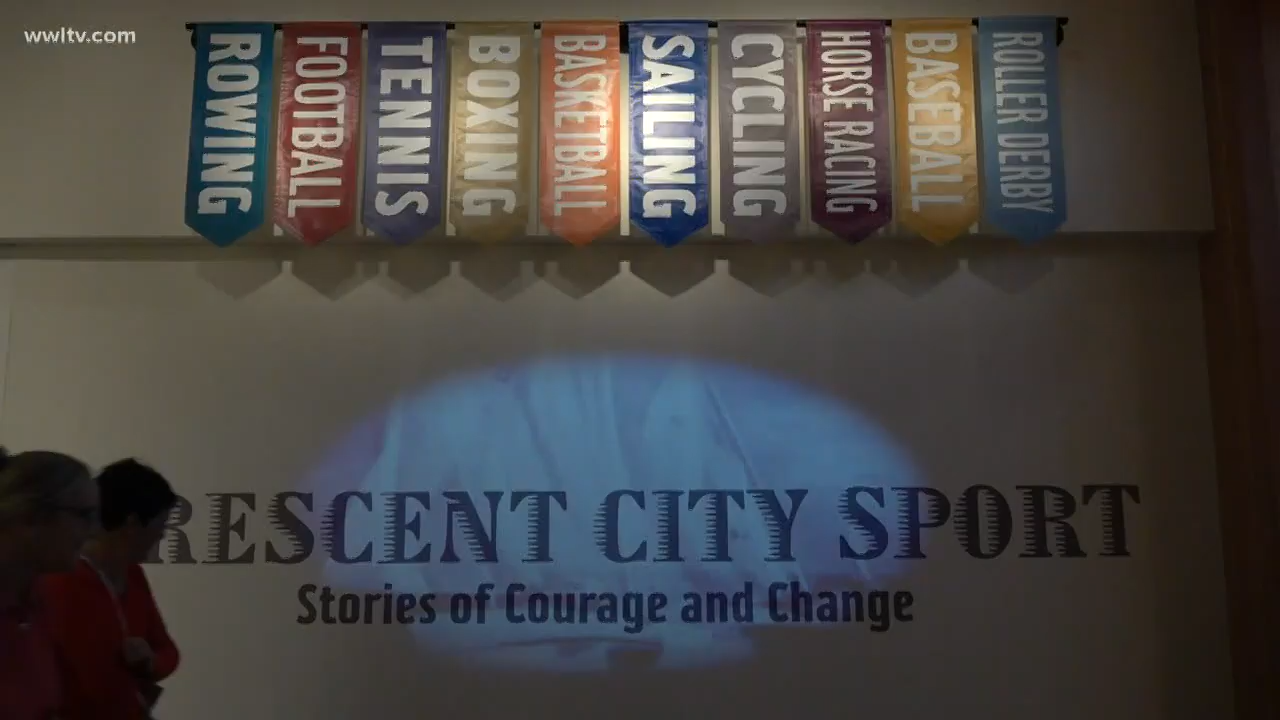 wwltv.com
ROWING
FOOTBALL
TENNIS
BOXING
BASKETBALL
SAILING
CYCLING
HORSE RACING
BASEBALL
ROLLER DERBY
RESCENT CITY SPORT
Stories of Courage and Change